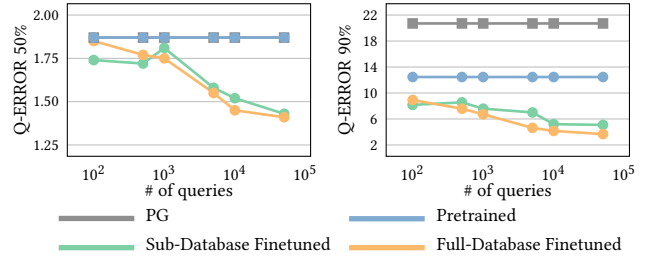 Q-ERROR 50%
2.00
1.75
1.50
1.25
10²
10³
10⁴
10⁵
# of queries
Q-ERROR 90%
22
18
14
10
6
2
10²
10³
10⁴
10⁵
# of queries
PG
Pretrained
Sub-Database Finetuned
Full-Database Finetuned